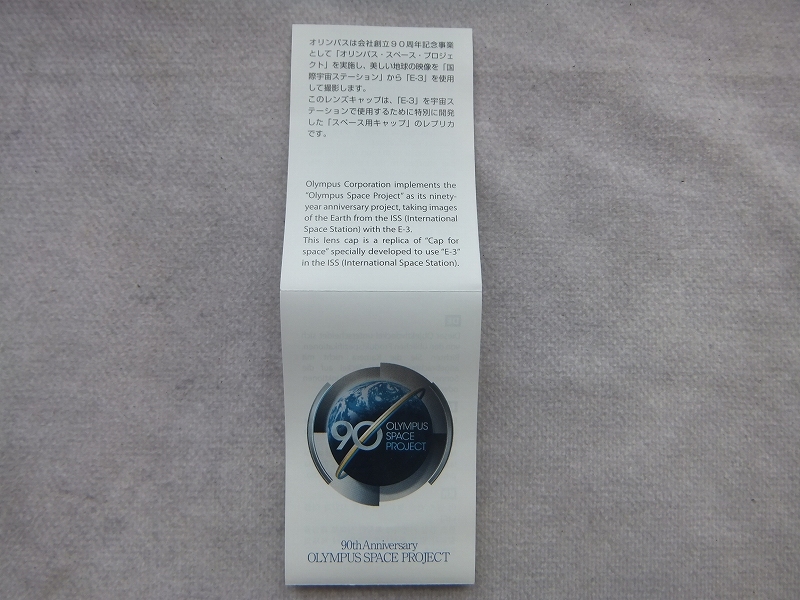 オリンパスは会社創立90周年記念事業
として「オリンパス・スペース・プロジェ
クト」を実施し、美しい地球の映像を「国
際宇宙ステーション」から「E-3」を使用
して撮影します。
このレンズキャップは、「E-3」を宇宙ス
テーションで使用するために特別に開発
した「スペース用キャップ」のレプリカ
です。
Olympus Corporation implements the
"Olympus Space Project" as its ninety-
year anniversary project, taking images
of the Earth from the ISS (International
Space Station) with the E-3.
This lens cap is a replica of "Cap for
space" specially developed to use "E-3"
in the ISS (International Space Station).
90 OLYMPUS
SPACE
PROJECT
90th Anniversary
OLYMPUS SPACE PROJECT